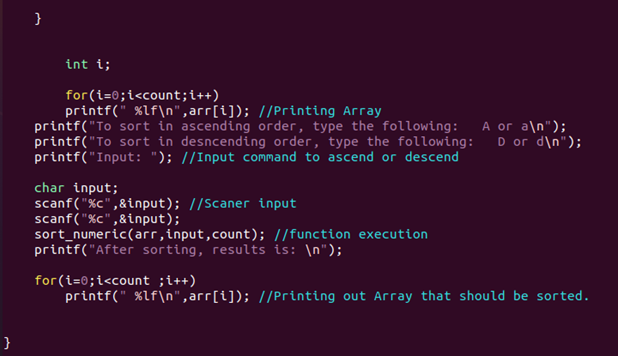 }
int i;
for(i=0;i<count;i++)
printf(" %lf\n",arr[i]); //Printing Array
printf("To sort in ascending order, type the following:   A or a\n");
printf("To sort in desncending order, type the following:   D or d\n");
printf("Input: "); //Input command to ascend or descend
char input;
scanf("%c",&input); //Scaner input
scanf("%c",&input);
sort_numeric(arr,input,count); //function execution
printf("After sorting, results is: \n");
for(i=0;i<count ;i++)
printf(" %lf\n",arr[i]); //Printing out Array that should be sorted.
}